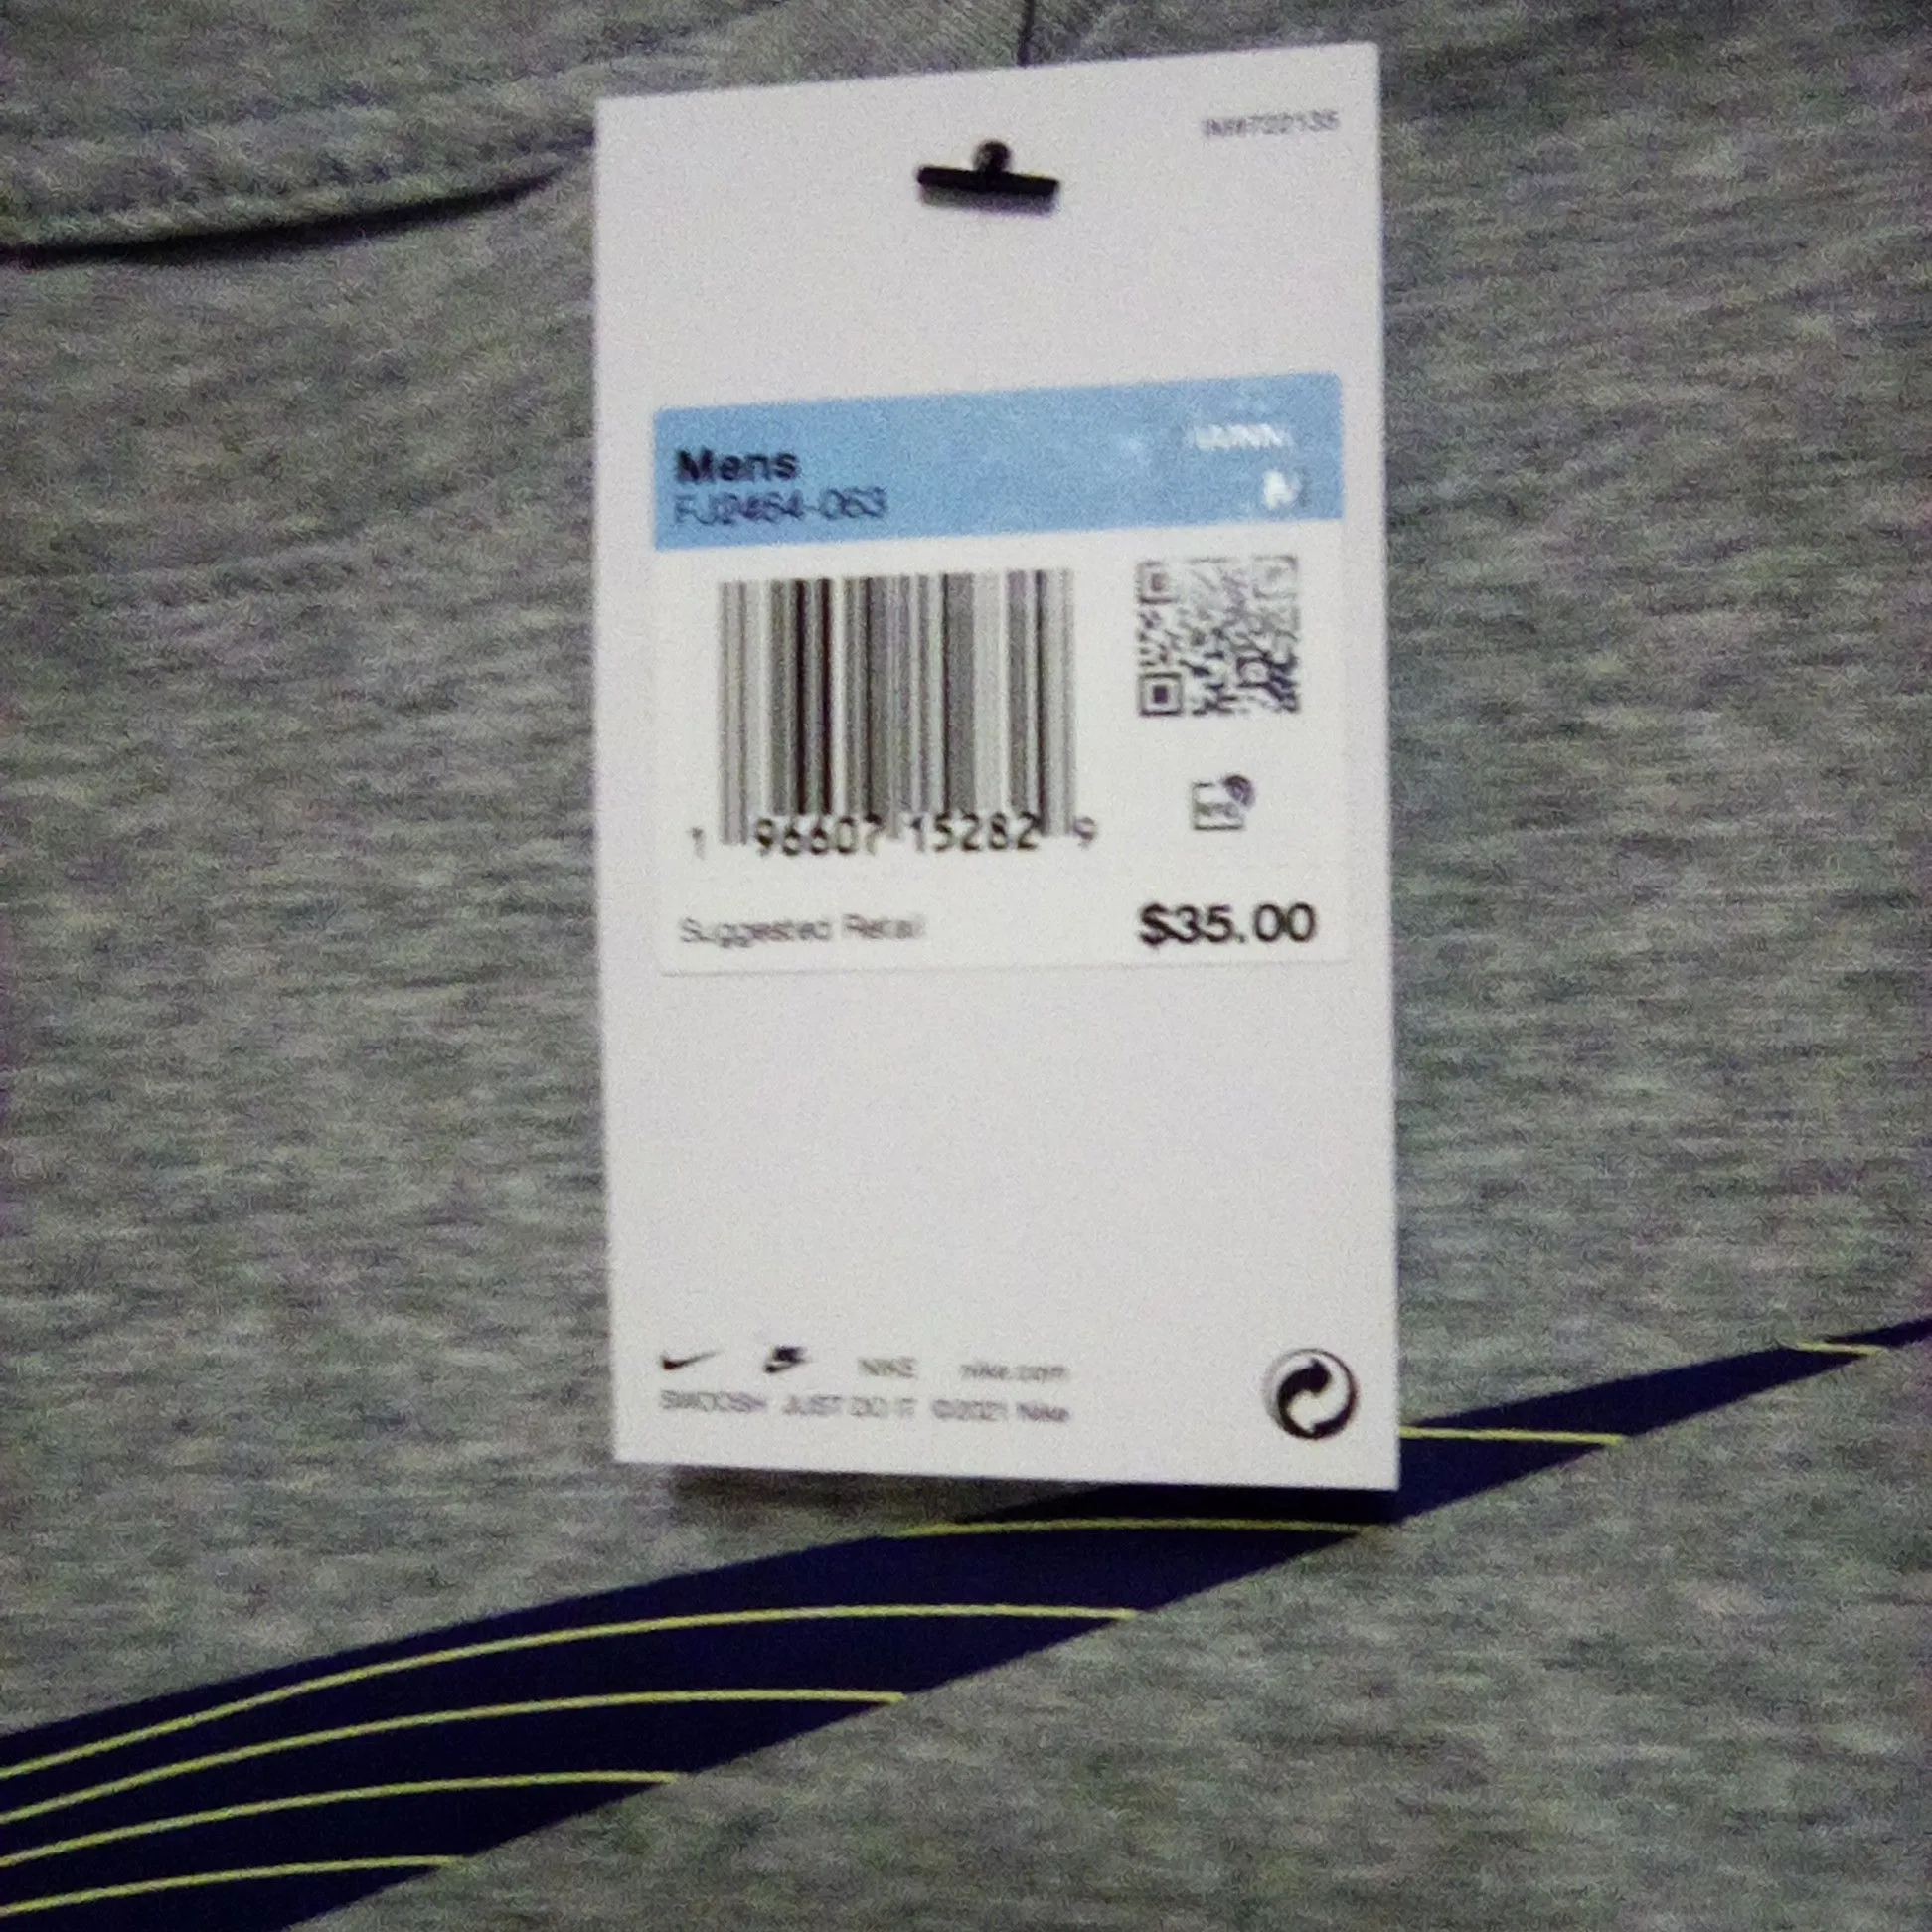 Mens
FJ2464-063
1 96607 15282 9
Suggested Retail $35.00
NIKE nike.com
SWOOSH JUST DO IT ©2021 Nike